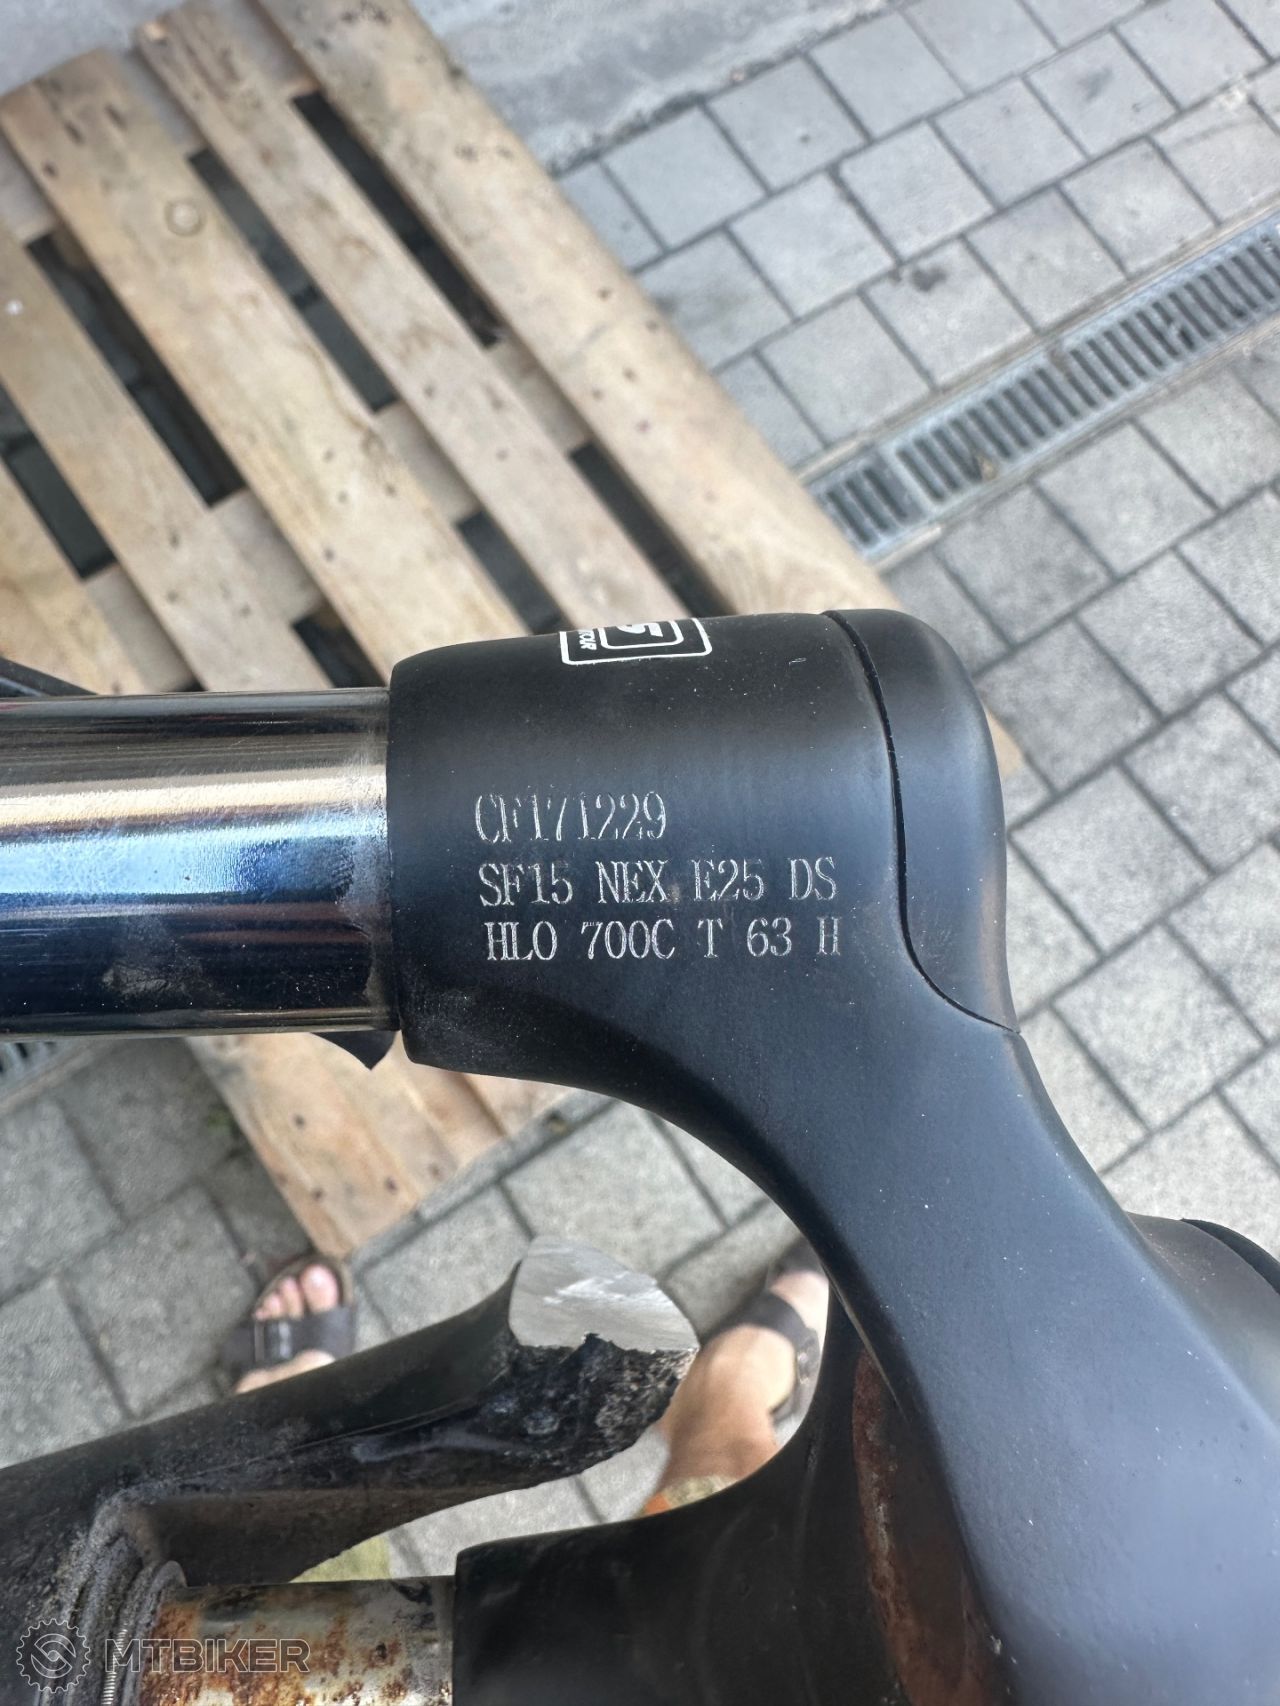 CF171229
SF15 NEX E25 DS
HLO 700C T 63 H
MTBIKER